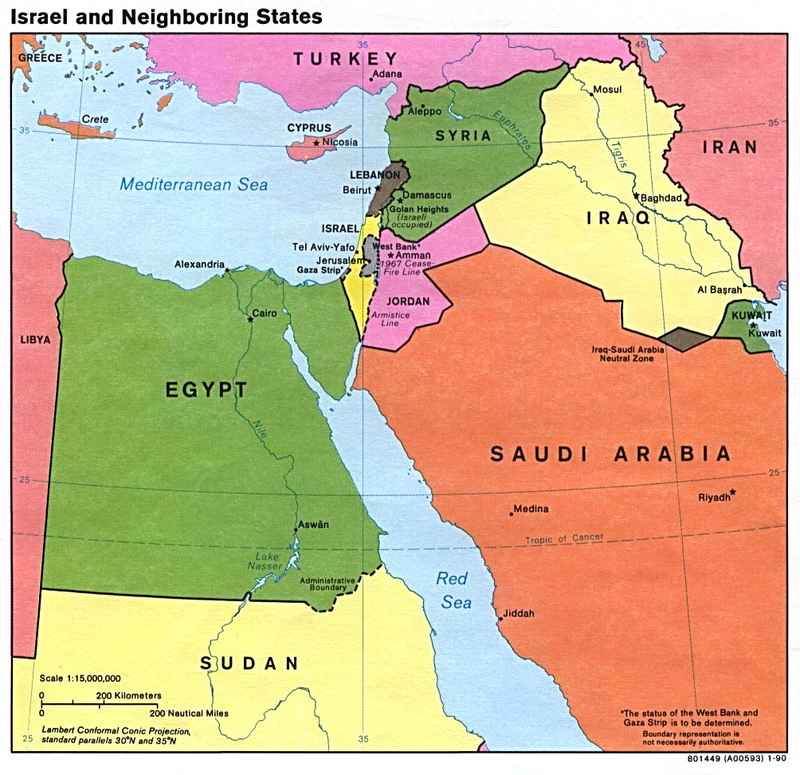 Israel and Neighboring States
GREECE
35
45
TURKEY
Adana
Mosul
Crete
Aleppo
35
35
CYPRUS
Nicosia
SYRIA
Euphrates
Tigris
IRAN
LEBANON
Mediterranean Sea
Beirut
Damascus
Baghdad
Golan Heights
(Israeli
occupied)
IRAQ
ISRAEL
Tel Aviv-Yafo
West Bank*
Amman
Jerusalem
1967 Cease-
Fire Line
Alexandria
Gaza Strip*
Al Başrah
JORDAN
Cairo
Armistice
Line
KUWAIT
Kuwait
LIBYA
Iraq-Saudi Arabia
Neutral Zone
EGYPT
Nile
SAUDI ARABIA
25
25
Riyadh
Medina
Aswān
Tropic of Cancer
Lake
Nasser
Administrative
Boundary
Red
Sea
Jiddah
SUDAN
Scale 1:15,000,000
0 200 Kilometers
0 200 Nautical Miles
*The status of the West Bank and
Gaza Strip is to be determined.
Boundary representation is
not necessarily authoritative.
Lambert Conformal Conic Projection,
standard parallels 30°N and 35°N
25
35
45
801449 (A00593) 1-90